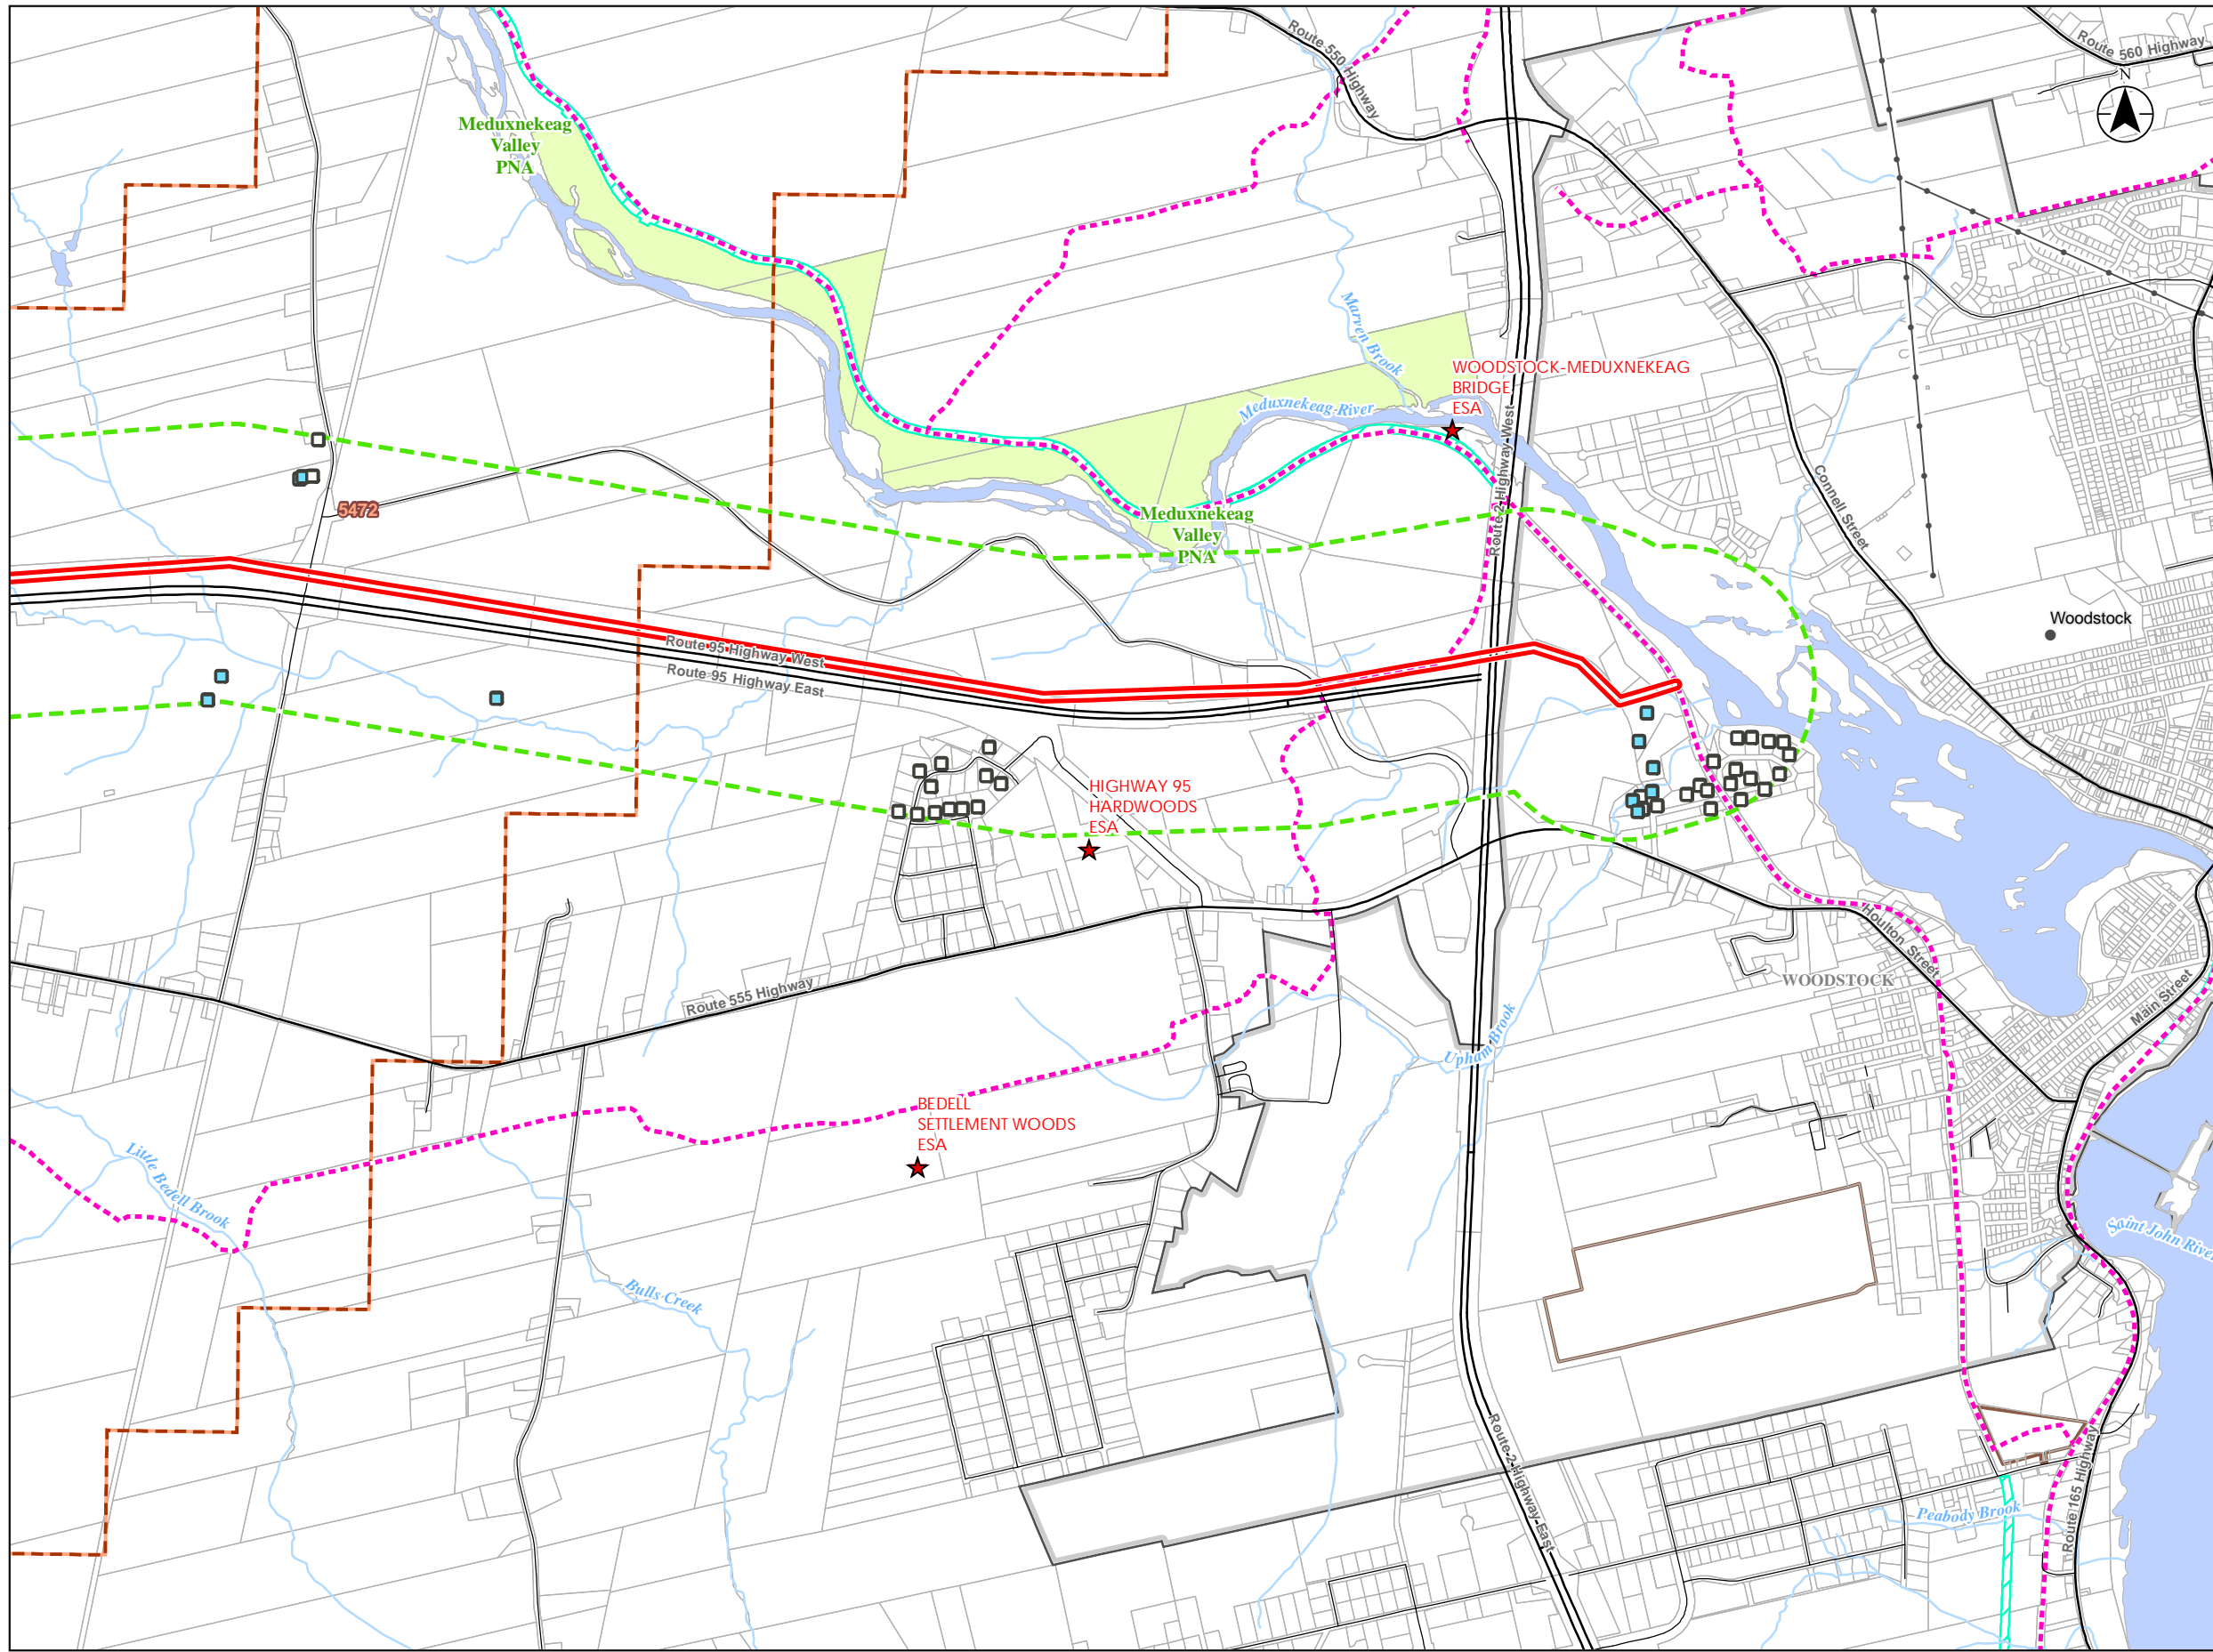 Route 550 Highway
Route 560 Highway
N
Meduxnekeag
Valley
PNA
Marven Brook
WOODSTOCK-MEDUXNEKEAG
BRIDGE
ESA
Meduxnekeag River
Route 2 Highway West
Connell Street
5472
Meduxnekeag
Valley
PNA
Woodstock
Route 95 Highway West
Route 95 Highway East
HIGHWAY 95
HARDWOODS
ESA
Houlton Street
WOODSTOCK
Route 555 Highway
Main Street
Upham Brook
BEDELL
SETTLEMENT WOODS
ESA
Little Bedell Brook
Saint John River
Bulls Creek
Route 2 Highway East
Peabody Brook
Route 165 Highway